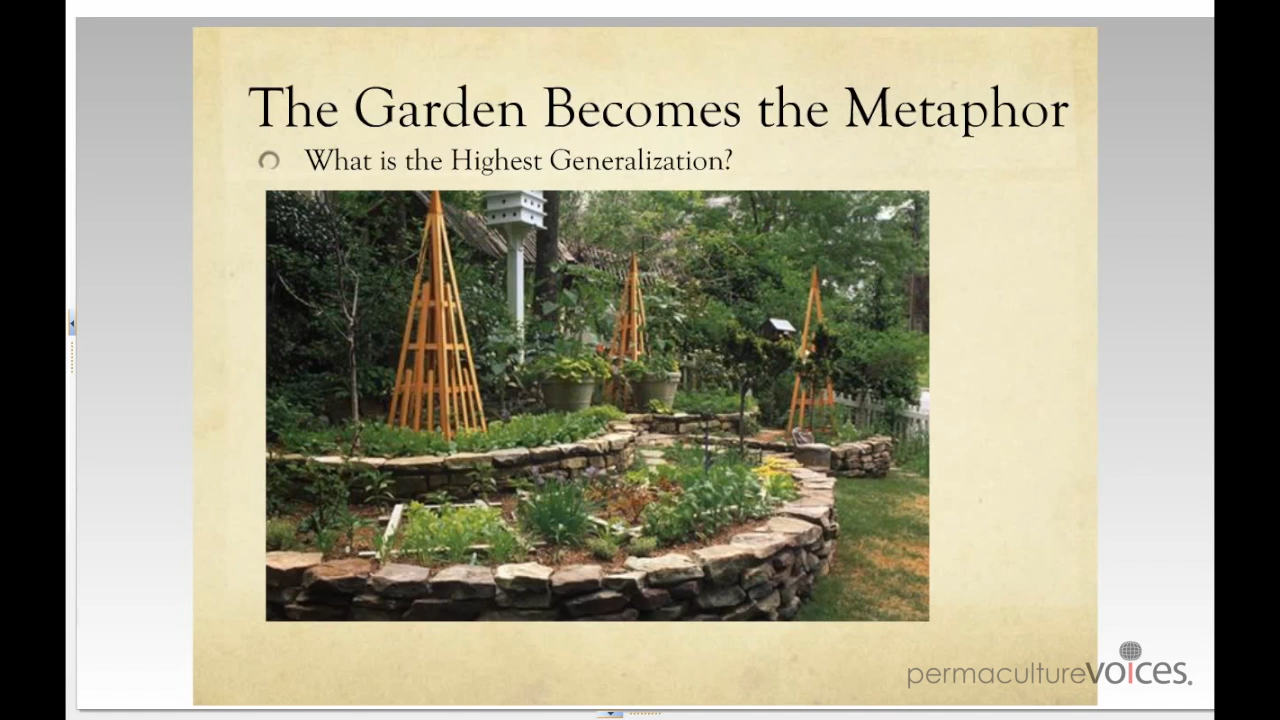 The Garden Becomes the Metaphor
What is the Highest Generalization?
permacultureVOICES.